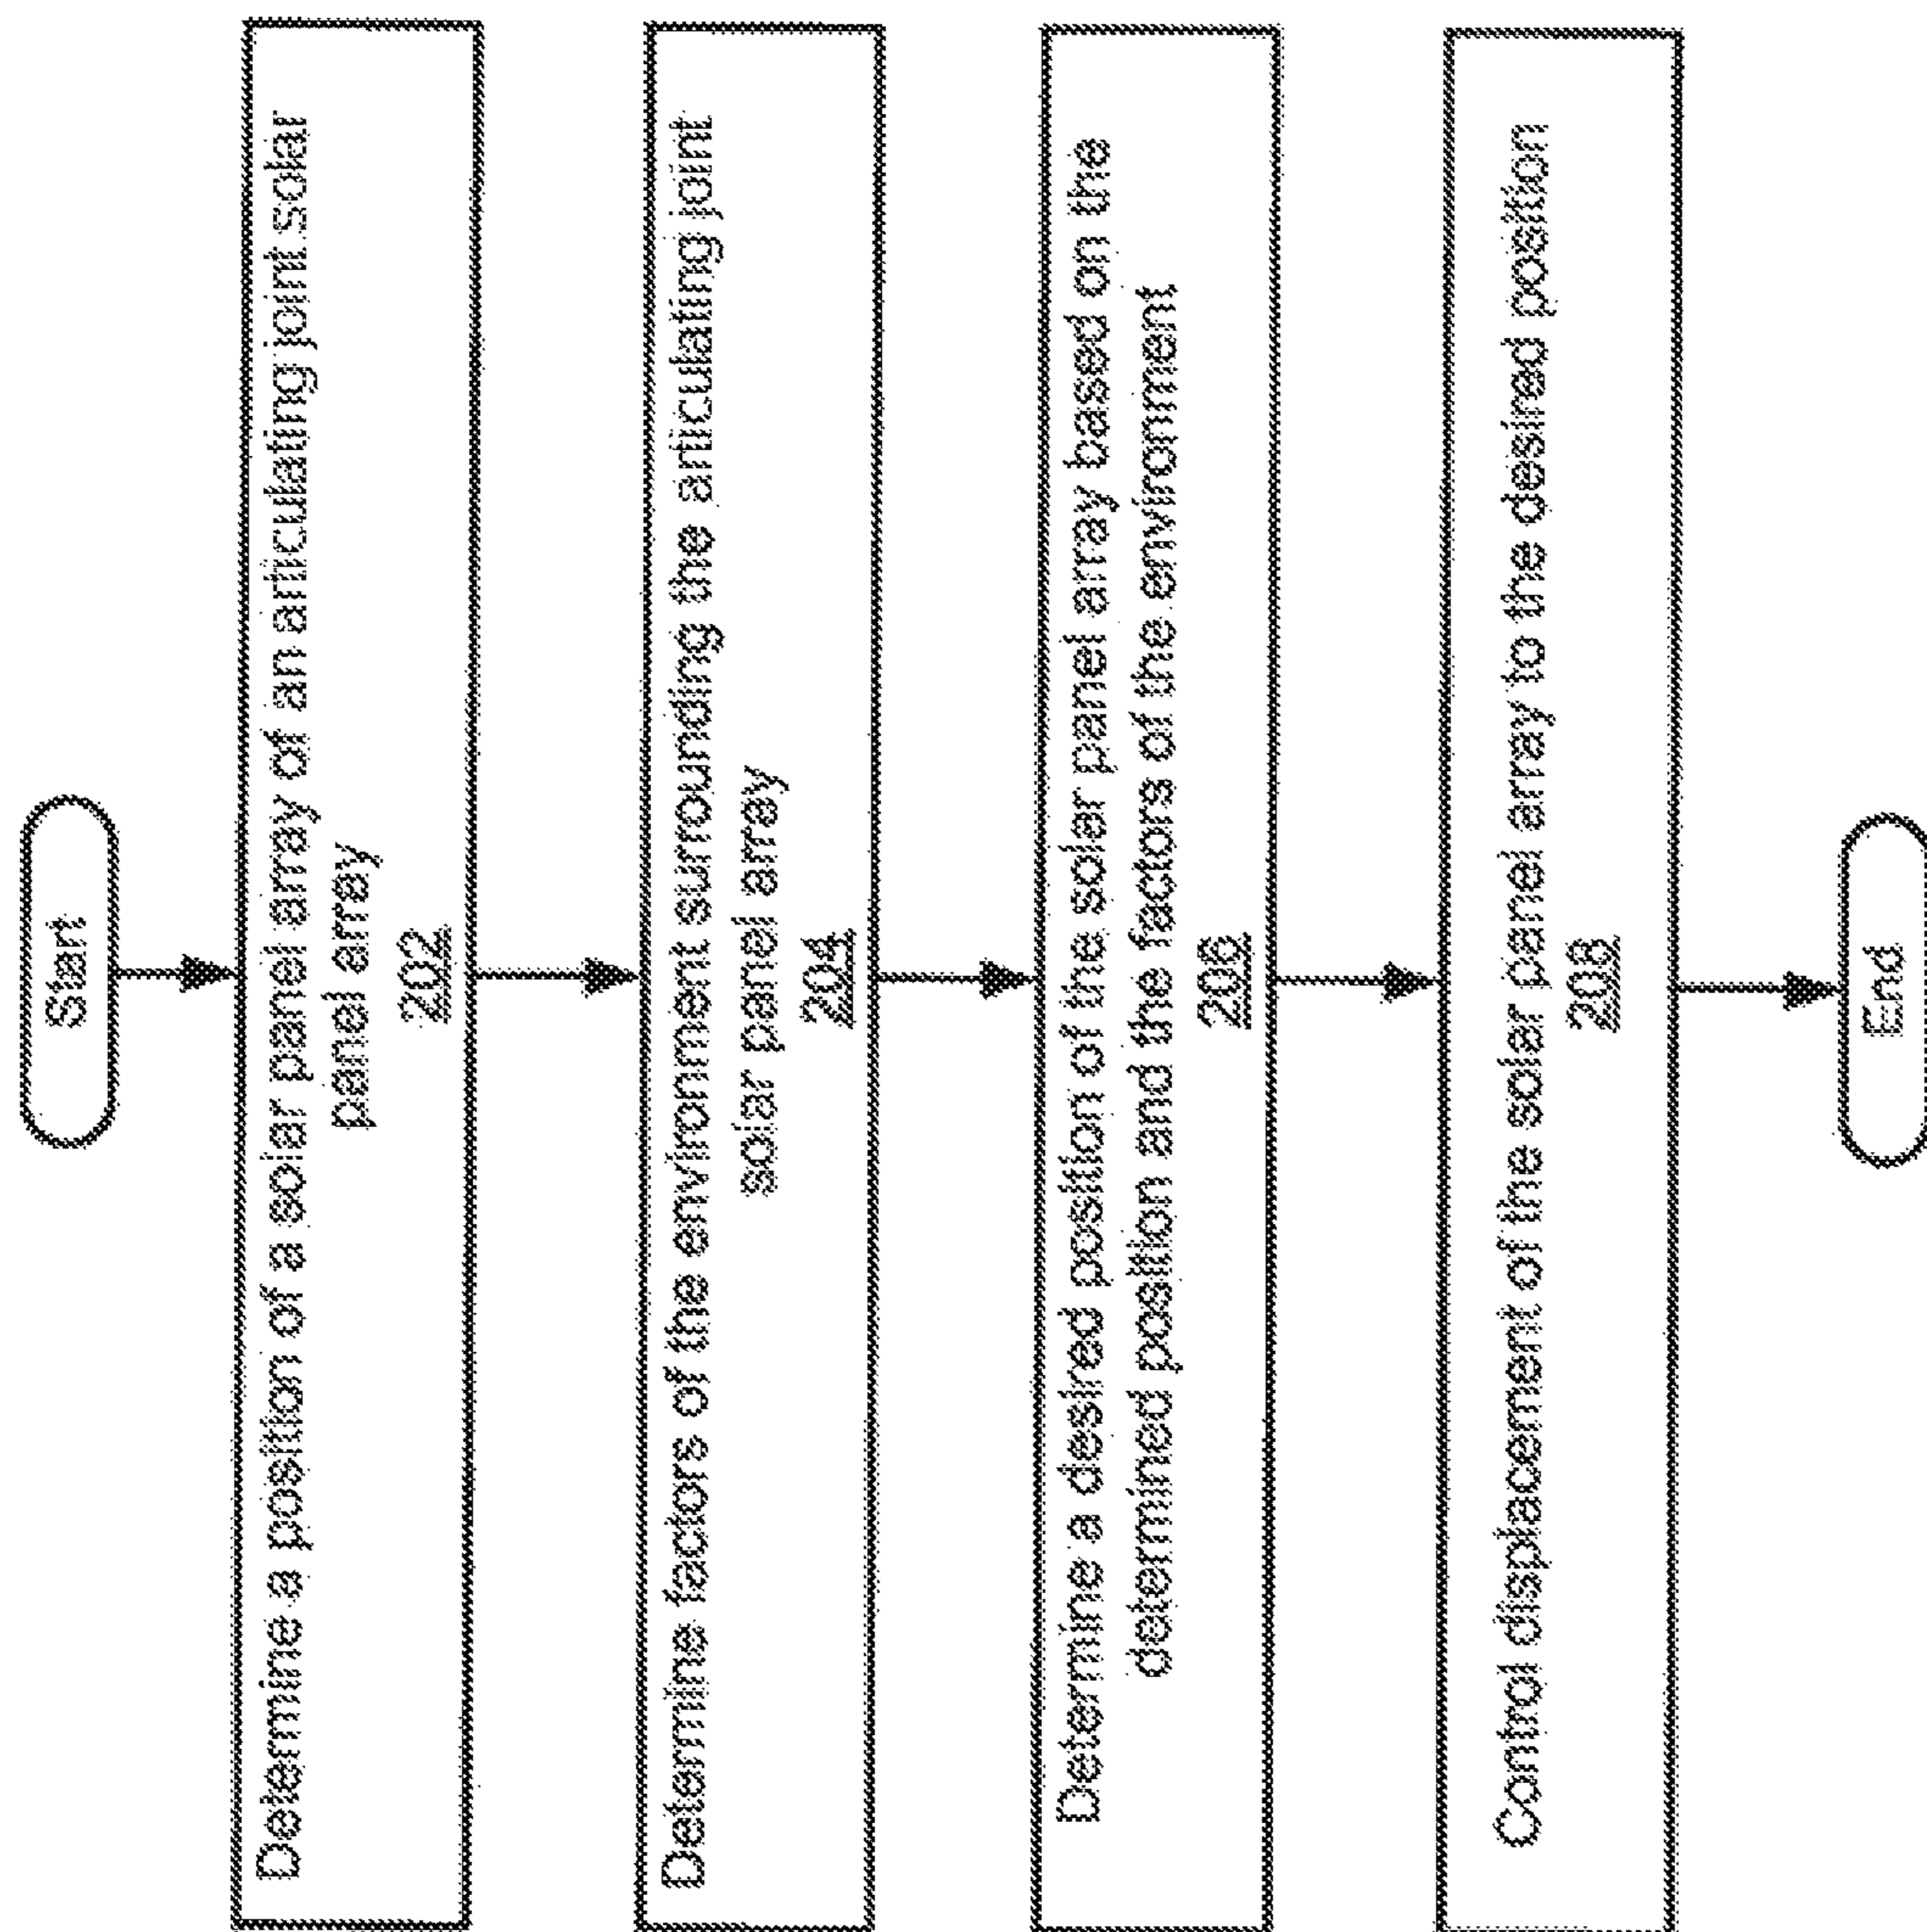 Start
Determine a position of a solar panel array of an articulating joint solar
panel array
202
Determine factors of the environment surrounding the articulating joint
solar panel array
204
Determine a desired position of the solar panel array based on the
determined position and the factors of the environment
206
Control displacement of the solar panel array to the desired position
208
End